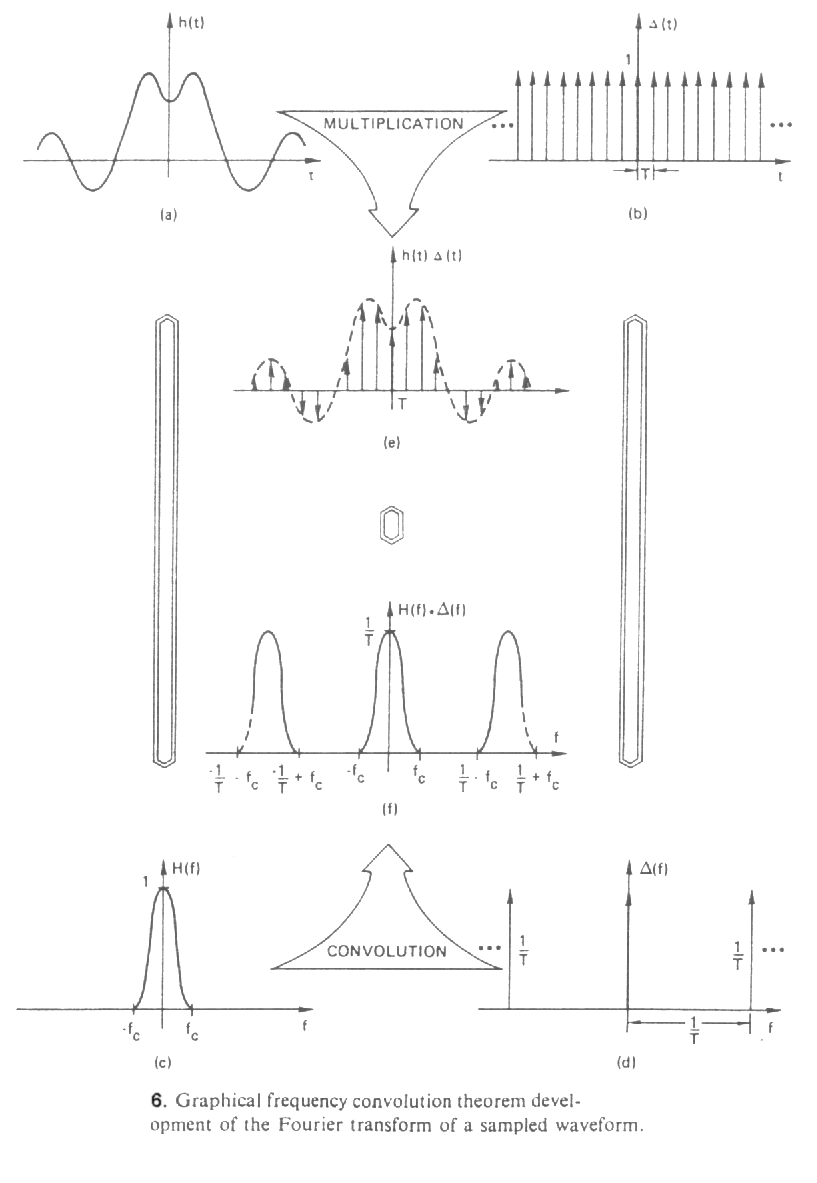 h(t)
Δ(t)
1
MULTIPLICATION
•••
•••
t
T
t
(a)
(b)
h(t) Δ(t)
T
(e)
H(f) * Δ(f)
1/T
f
-1/T - fc
-1/T + fc
-fc
fc
1/T - fc
1/T + fc
(f)
H(f)
1
Δ(f)
CONVOLUTION
•••
1/T
1/T
•••
-fc
fc
f
1/T
f
(c)
(d)
6. Graphical frequency convolution theorem devel-
opment of the Fourier transform of a sampled waveform.